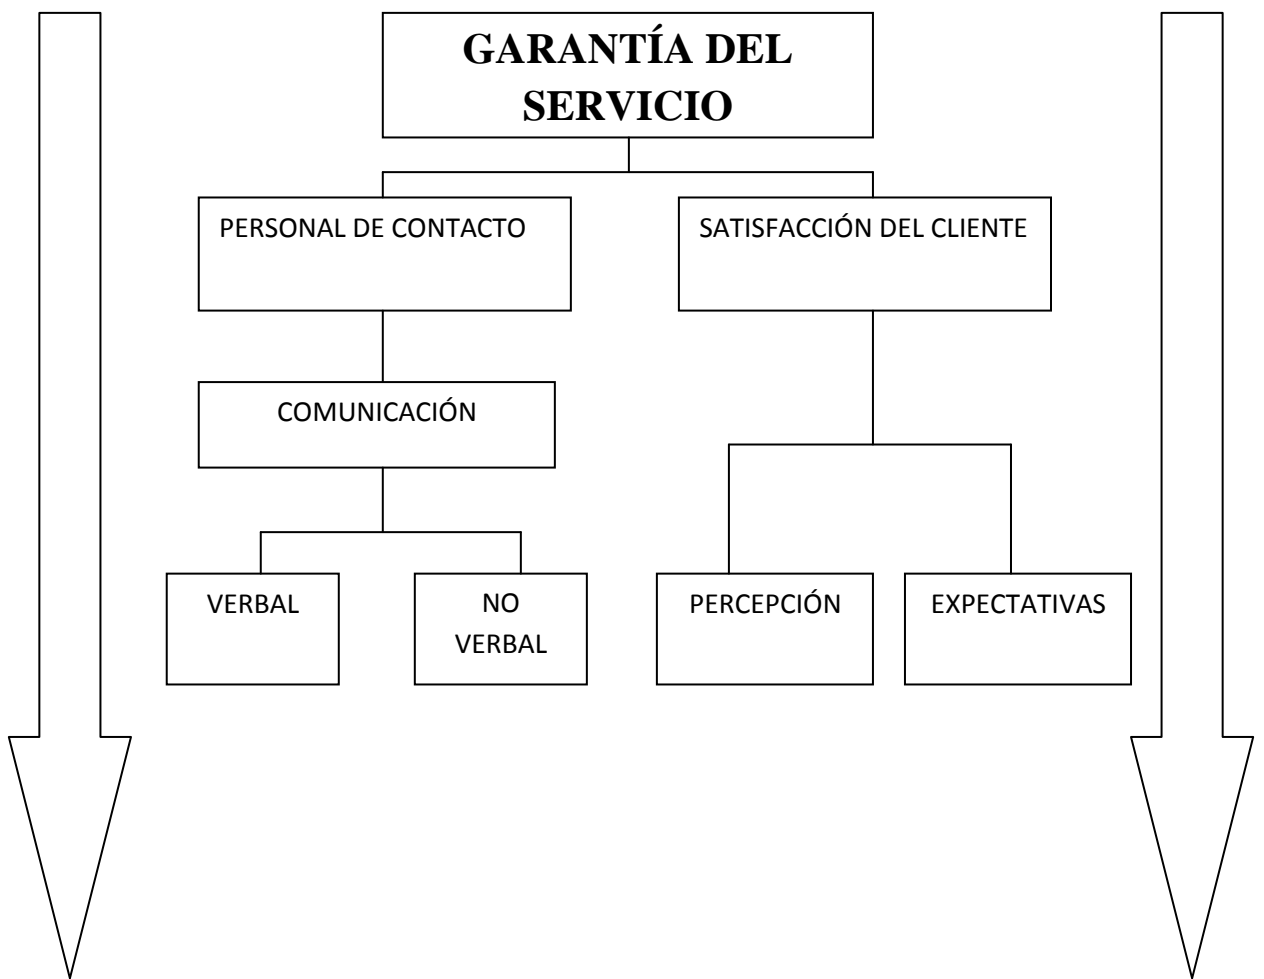 GARANTÍA DEL
SERVICIO
PERSONAL DE CONTACTO
SATISFACCIÓN DEL CLIENTE
COMUNICACIÓN
VERBAL
NO
VERBAL
PERCEPCIÓN
EXPECTATIVAS